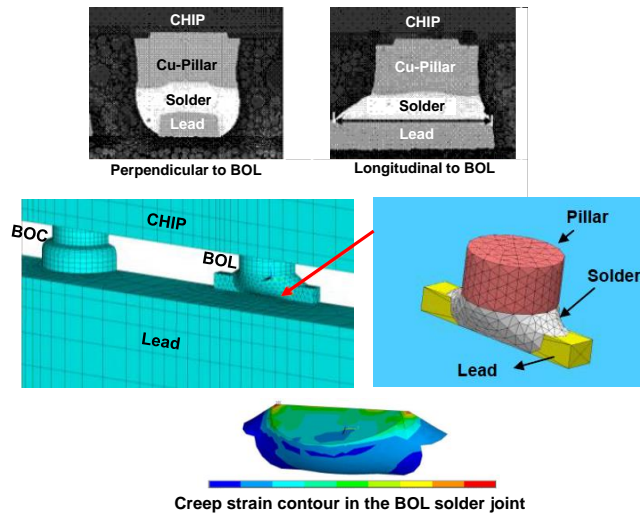 CHIP
Cu-Pillar
Solder
Lead
Perpendicular to BOL
CHIP
Cu-Pillar
Solder
Lead
Longitudinal to BOL
CHIP
BOC
BOL
Lead
Pillar
Solder
Lead
Creep strain contour in the BOL solder joint